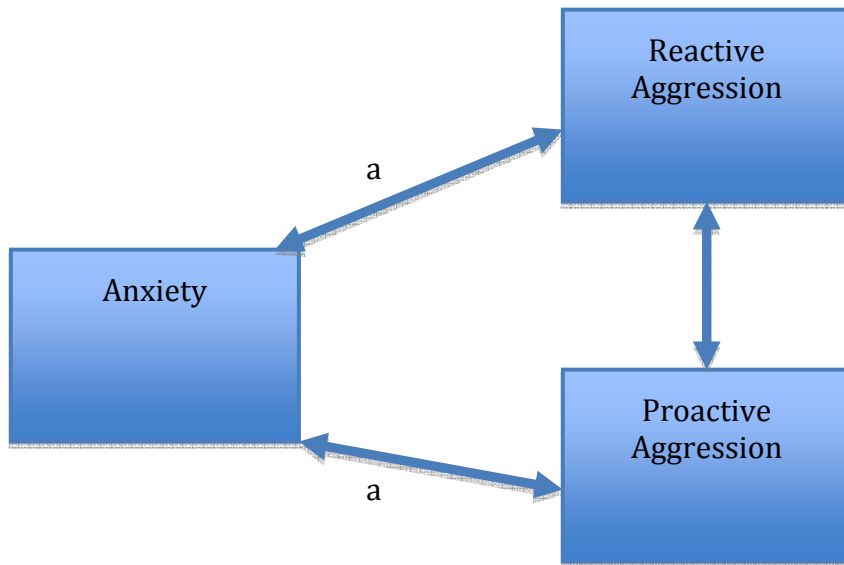 Reactive
Aggression
a
Anxiety
Proactive
Aggression
a